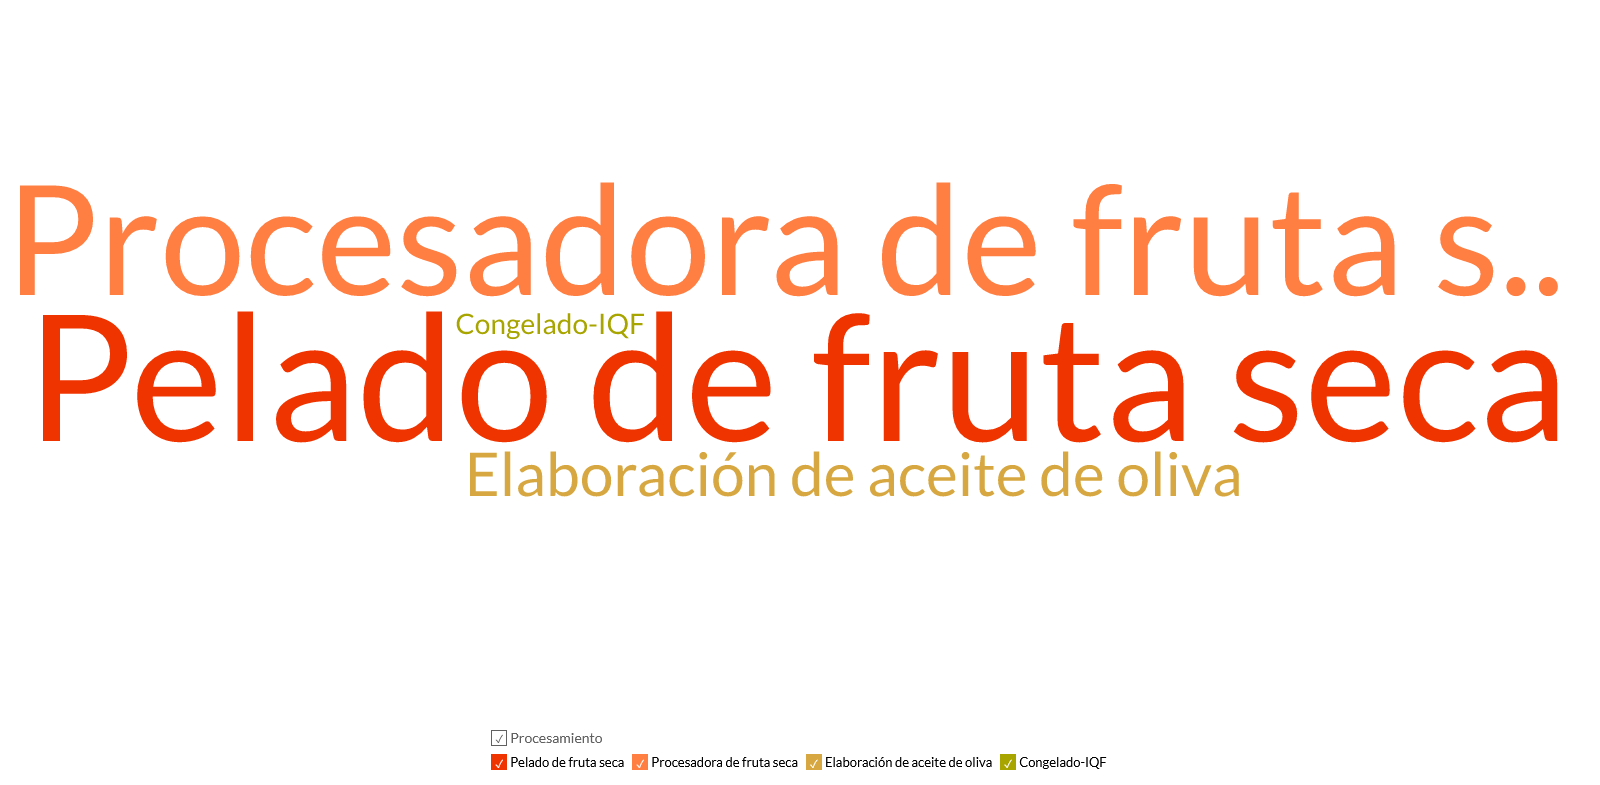 Procesadora de fruta s..
Congelado-IQF
Pelado de fruta seca
Elaboración de aceite de oliva
Procesamiento
Pelado de fruta seca Procesadora de fruta seca Elaboración de aceite de oliva Congelado-IQF